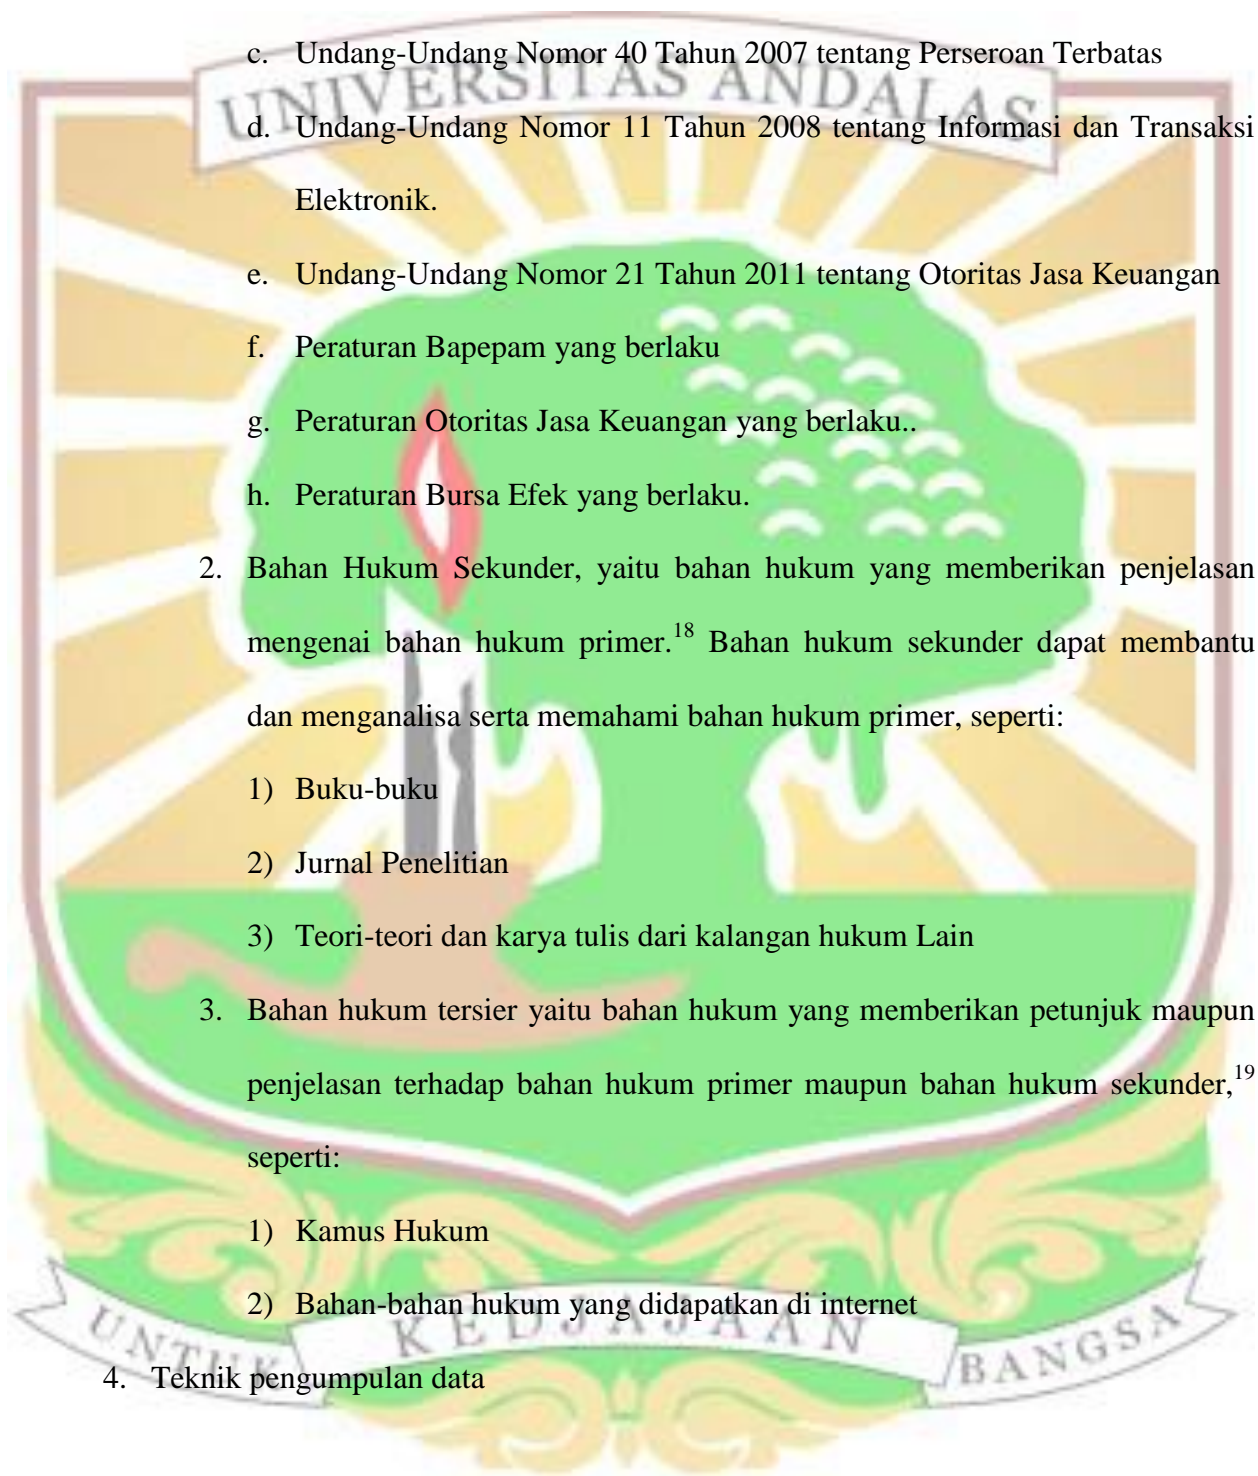 c. Undang-Undang Nomor 40 Tahun 2007 tentang Perseroan Terbatas
UNIVERSITAS ANDALAS
d. Undang-Undang Nomor 11 Tahun 2008 tentang Informasi dan Transaksi
Elektronik.
e. Undang-Undang Nomor 21 Tahun 2011 tentang Otoritas Jasa Keuangan
f. Peraturan Bapepam yang berlaku
g. Peraturan Otoritas Jasa Keuangan yang berlaku..
h. Peraturan Bursa Efek yang berlaku.
2. Bahan Hukum Sekunder, yaitu bahan hukum yang memberikan penjelasan
mengenai bahan hukum primer.18 Bahan hukum sekunder dapat membantu
dan menganalisa serta memahami bahan hukum primer, seperti:
1) Buku-buku
2) Jurnal Penelitian
3) Teori-teori dan karya tulis dari kalangan hukum Lain
3. Bahan hukum tersier yaitu bahan hukum yang memberikan petunjuk maupun
penjelasan terhadap bahan hukum primer maupun bahan hukum sekunder,19
seperti:
1) Kamus Hukum
2) Bahan-bahan hukum yang didapatkan di internet
UNTUK KEDJAJAAN BANGSA
4. Teknik pengumpulan data